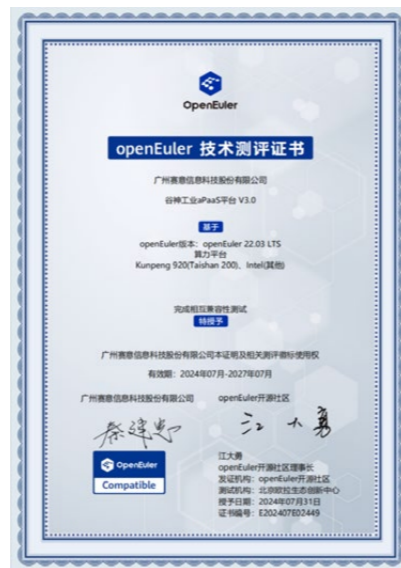 OpenEuler
openEuler 技术测评证书
广州赛意信息科技股份有限公司
谷神工业aPaaS平台 V3.0
基于
openEuler版本：openEuler 22.03 LTS
算力平台
Kunpeng 920(Taishan 200)、Intel(其他)
完成相互兼容性测试
特授予
广州赛意信息科技股份有限公司本证明及相关测评徽标使用权
有效期：2024年07月-2027年07月
广州赛意信息科技股份有限公司 openEuler开源社区
江大勇
OpenEuler
Compatible
江大勇
openEuler开源社区理事长
发证机构：openEuler开源社区
测试机构：北京欧拉生态创新中心
授予日期：2024年07月31日
证书编号：E202407E02449